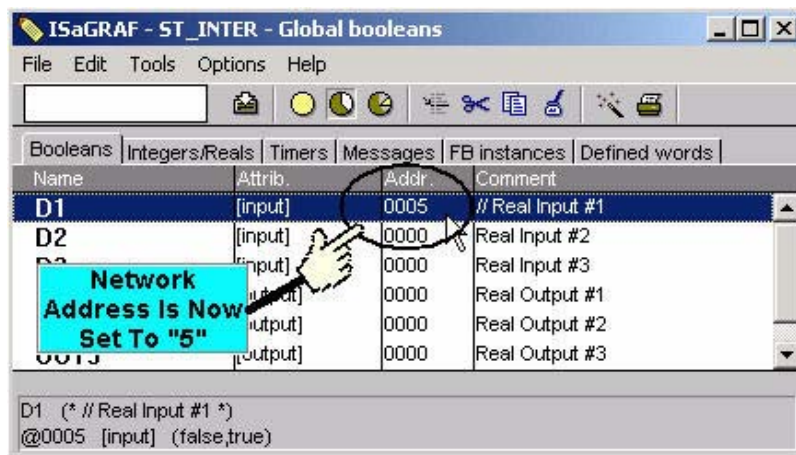 ISaGRAF - ST_INTER - Global booleans
File Edit Tools Options Help
Booleans Integers/Reals Timers Messages FB instances Defined words
Name Attrib. Addr. Comment
D1 [input] 0005 // Real Input #1
D2 [input] 0000 Real Input #2
[input] 0000 Real Input #3
0000 Real Output #1
0000 Real Output #2
[output] 0000 Real Output #3
Network
Address Is Now
Set To "5"
D1 (* // Real Input #1 *)
@0005 [input] (false,true)